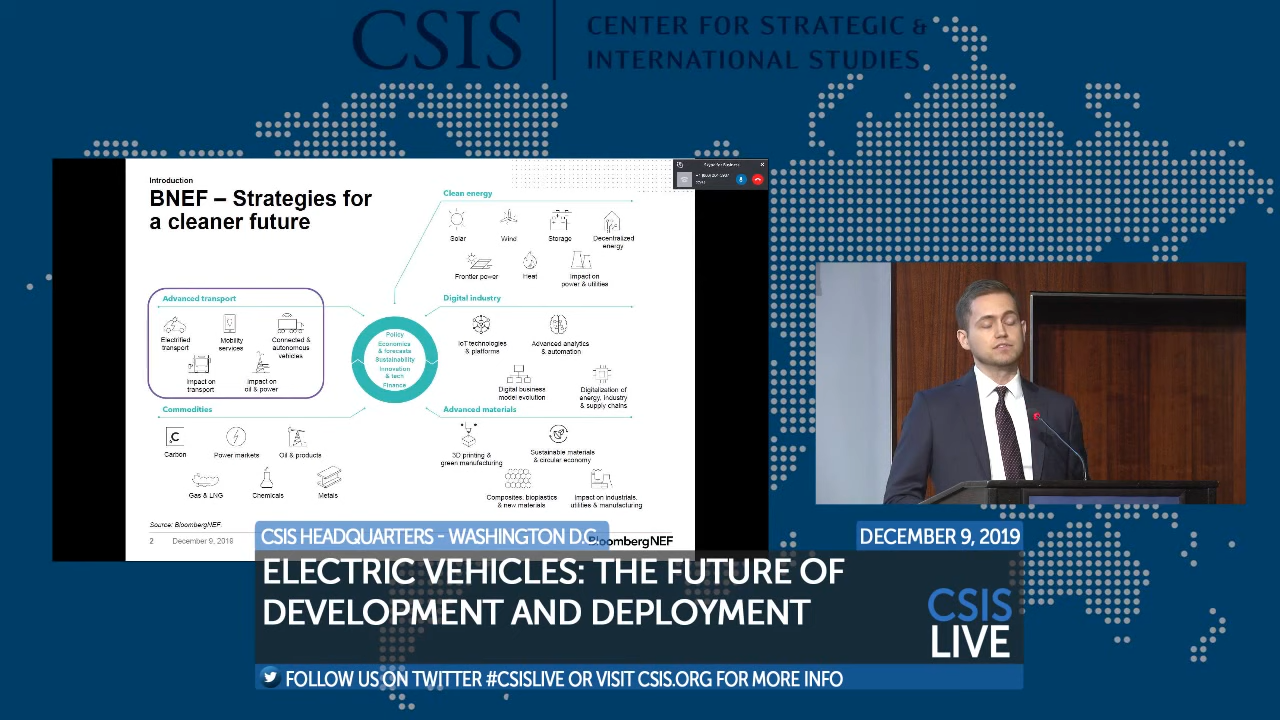 CSIS
CENTER FOR STRATEGIC &
INTERNATIONAL STUDIES
Introduction
BNEF – Strategies for
a cleaner future
Skype for Business
Clean energy
Solar
Wind
Storage
Decentralized
energy
Frontier power
Heat
Impact on
power & utilities
Advanced transport
Electrified
transport
Mobility
services
Connected &
autonomous
vehicles
Impact on
transport
Impact on
oil & power
Policy
Economics
& forecasts
Sustainability
Innovation
& tech
Finance
Digital industry
IoT technologies
& platforms
Advanced analytics
& automation
Digital business
model evolution
Digitalization of
energy, industry
& supply chains
Commodities
C
Carbon
Power markets
Oil & products
Gas & LNG
Chemicals
Metals
Advanced materials
3D printing &
green manufacturing
Sustainable materials
& circular economy
Composites, bioplastics
& new materials
Impact on industrials,
utilities & manufacturing
Source: BloombergNEF.
2 December 9, 2019
BloombergNEF
CSIS HEADQUARTERS - WASHINGTON D.C.
DECEMBER 9, 2019
ELECTRIC VEHICLES: THE FUTURE OF
DEVELOPMENT AND DEPLOYMENT
CSIS
LIVE
FOLLOW US ON TWITTER #CSISLIVE OR VISIT CSIS.ORG FOR MORE INFO